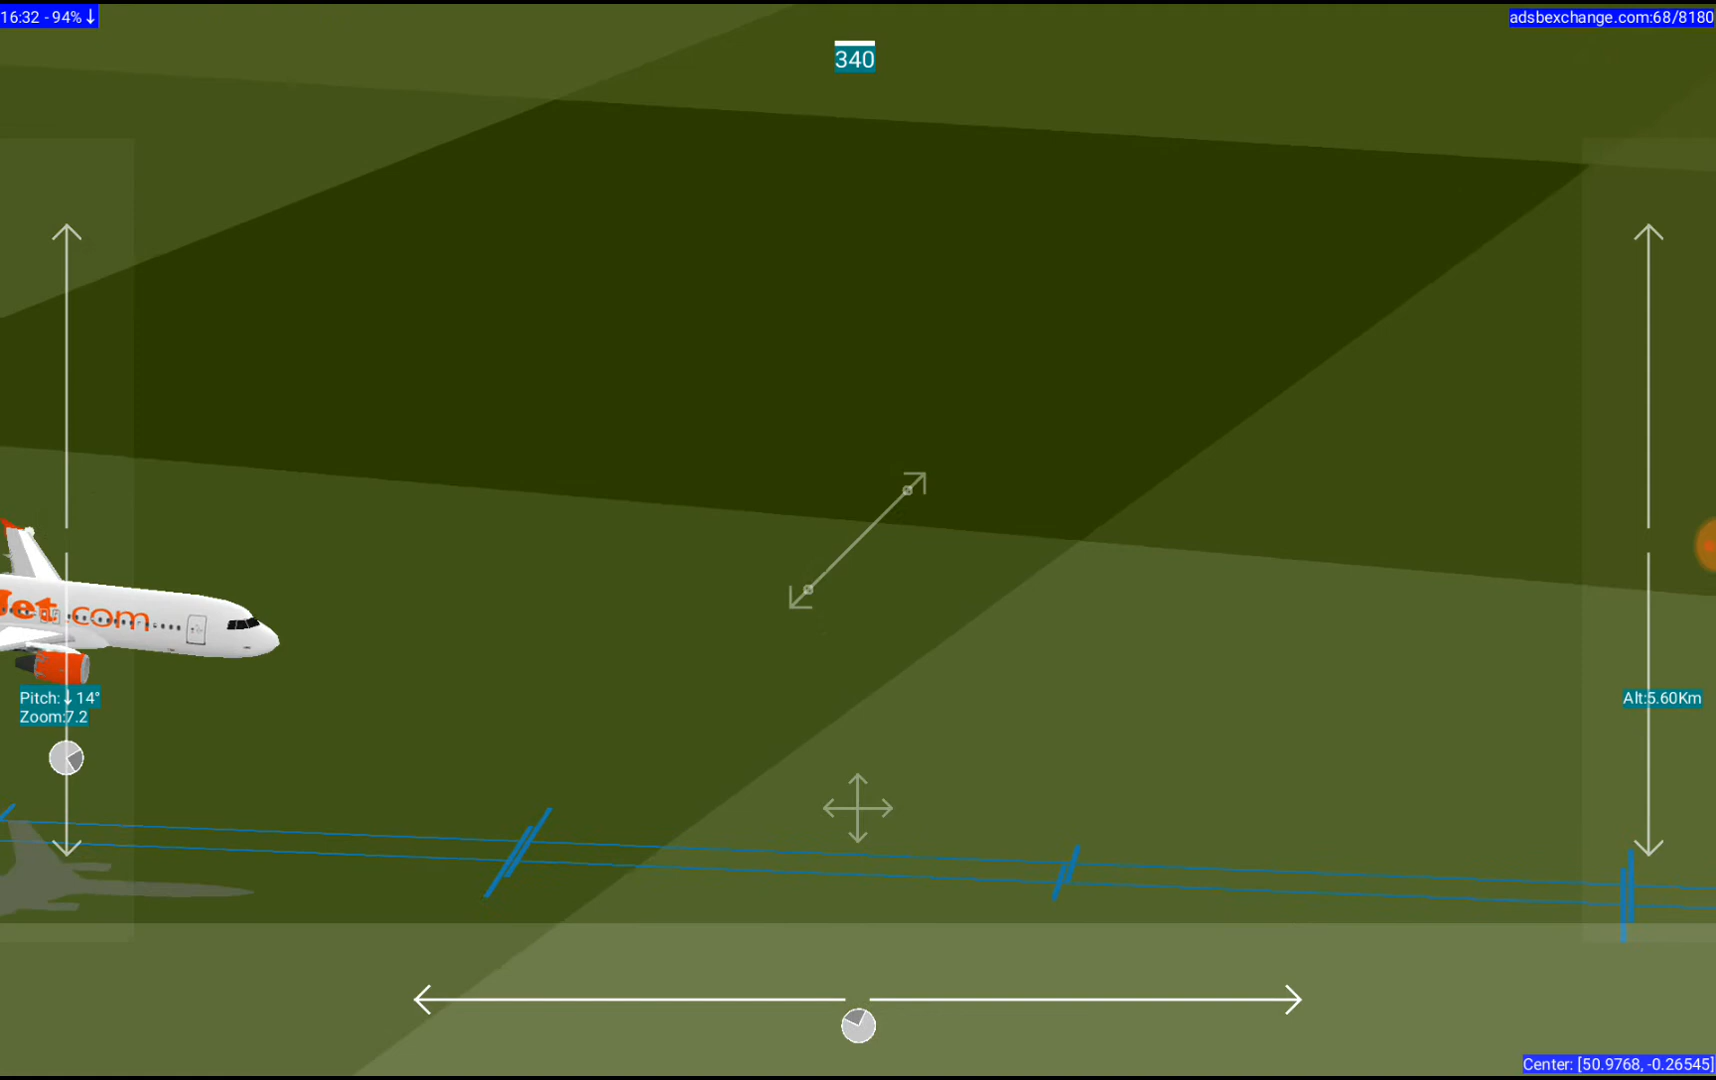 16:32 - 94%↓
adsbexchange.com:68/8180
340
Jet.com
Pitch:↓14°
Zoom:7.2
Alt:5.60Km
Center: [50.9768, -0.26545]